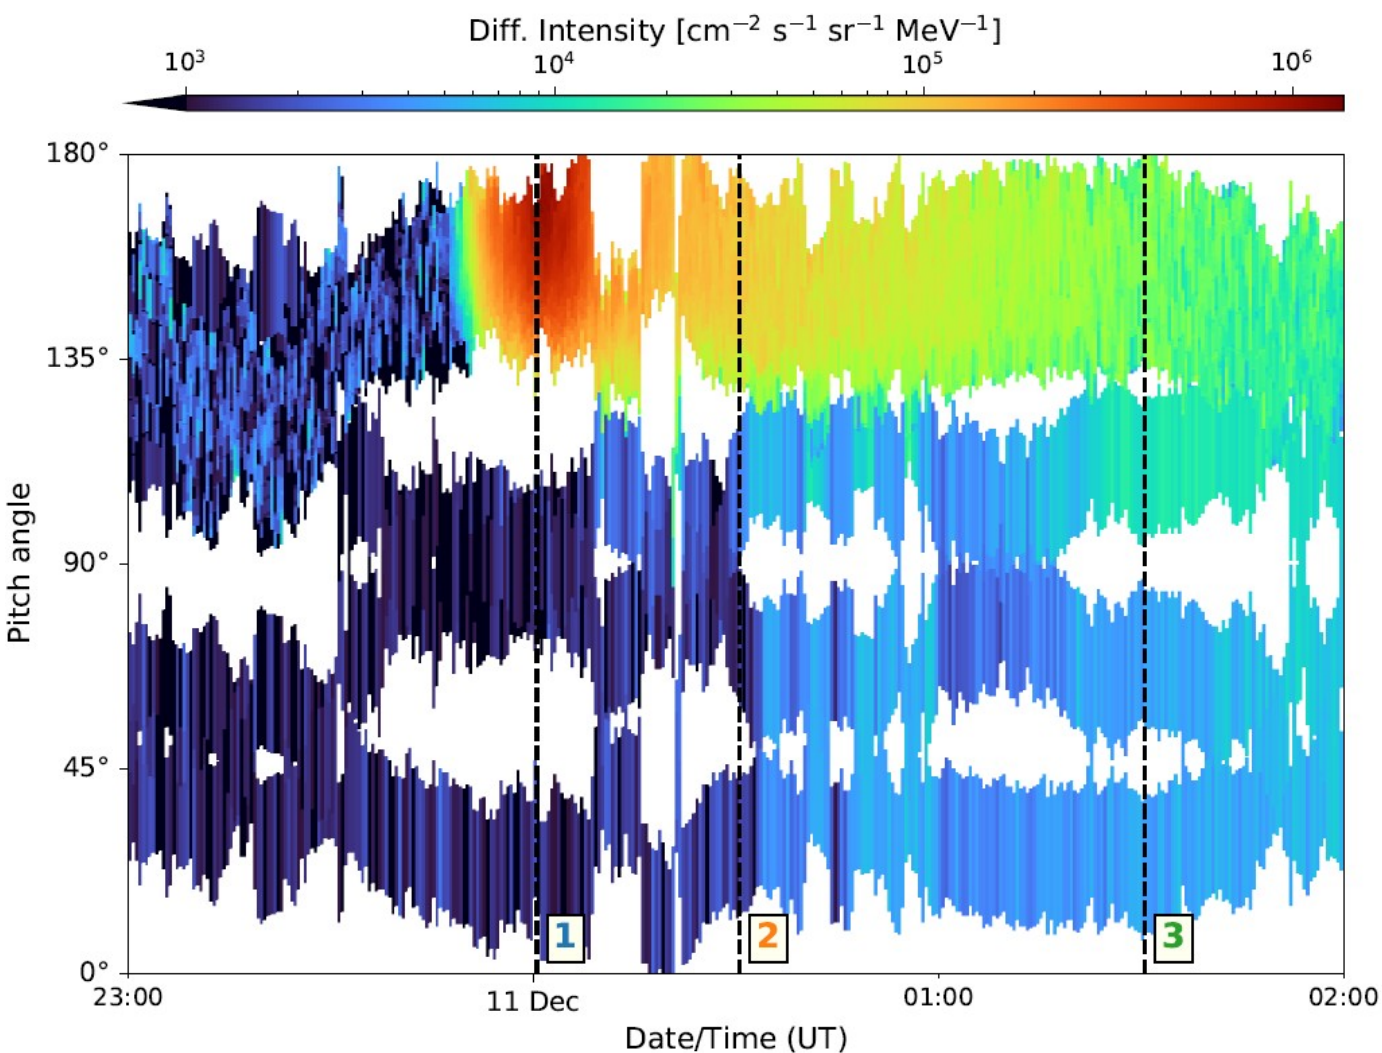 Diff. Intensity [cm⁻² s⁻¹ sr⁻¹ MeV⁻¹]
10³ 10⁴ 10⁵ 10⁶
180°
135°
90°
45°
0°
Pitch angle
1 2 3
23:00 11 Dec 01:00 02:00
Date/Time (UT)